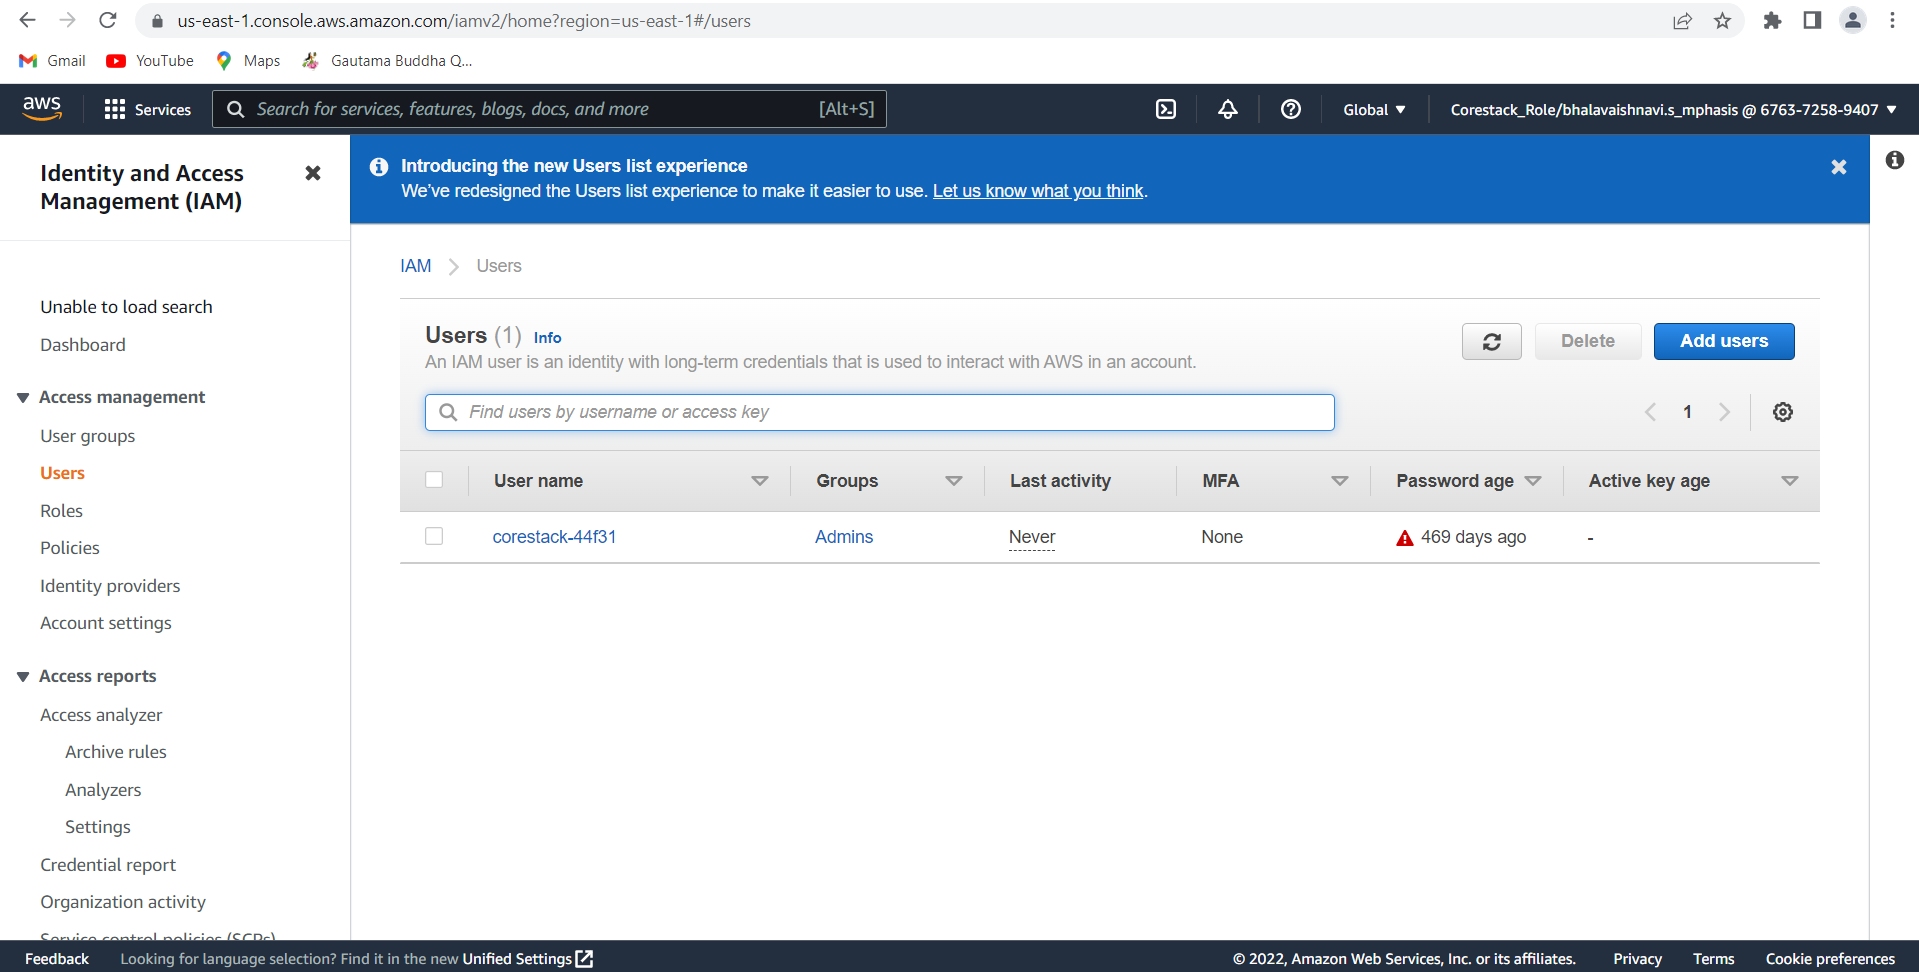 us-east-1.console.aws.amazon.com/iamv2/home?region=us-east-1#/users
Gmail YouTube Maps Gautama Buddha Q...
aws Services Search for services, features, blogs, docs, and more [Alt+S] Global Corestack_Role/bhalavaishnavi.s_mphasis @ 6763-7258-9407
Identity and Access
Management (IAM)
Unable to load search
Dashboard
Access management
User groups
Users
Roles
Policies
Identity providers
Account settings
Access reports
Access analyzer
Archive rules
Analyzers
Settings
Credential report
Organization activity
Service control policies (SCPs)
Introducing the new Users list experience
We've redesigned the Users list experience to make it easier to use. Let us know what you think.
IAM Users
Users (1) Info
An IAM user is an identity with long-term credentials that is used to interact with AWS in an account.
Delete Add users
Find users by username or access key
1
User name Groups Last activity MFA Password age Active key age
corestack-44f31 Admins Never None 469 days ago -
Feedback Looking for language selection? Find it in the new Unified Settings © 2022, Amazon Web Services, Inc. or its affiliates. Privacy Terms Cookie preferences